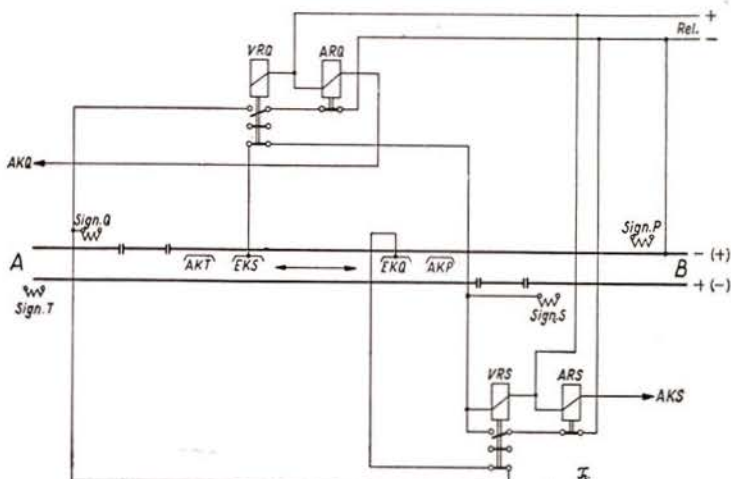 +
Rel.
–
VRQ ARQ
AKQ
Sign.Q
Sign.P
A
AKT EKS EKQ AKP
– (+)
B
+ (–)
Sign.T
Sign.S
VRS ARS
AKS